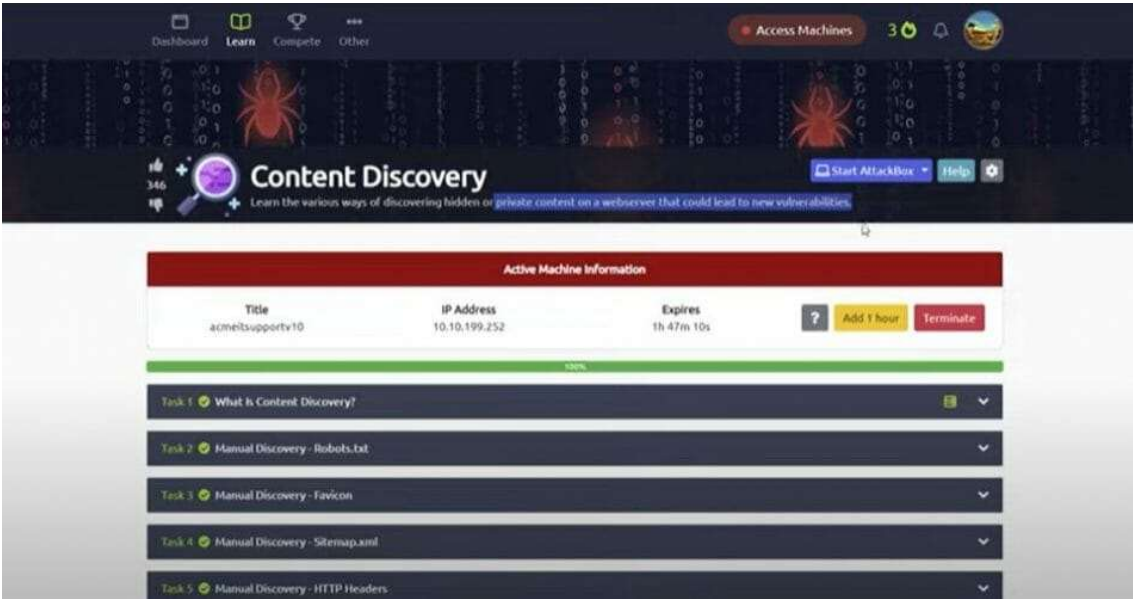 Dashboard Learn Compete Other
Access Machines 3
346
Content Discovery
Start AttackBox Help
Learn the various ways of discovering hidden or private content on a webserver that could lead to new vulnerabilities.
Active Machine Information
Title IP Address Expires
acmeitsupportv10 10.10.199.252 1h 47m 10s
? Add 1 hour Terminate
100%
Task 1 What Is Content Discovery?
Task 2 Manual Discovery - Robots.txt
Task 3 Manual Discovery - Favicon
Task 4 Manual Discovery - Sitemap.xml
Task 5 Manual Discovery - HTTP Headers